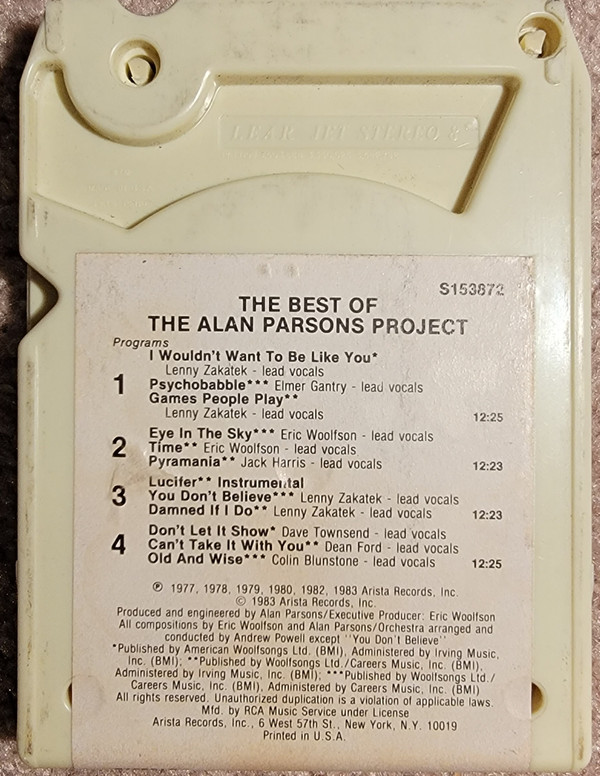 LEAR JET STEREO 8
S153872
THE BEST OF
THE ALAN PARSONS PROJECT
Programs
I Wouldn't Want To Be Like You*
Lenny Zakatek - lead vocals
1 Psychobabble*** Elmer Gantry - lead vocals
Games People Play**
Lenny Zakatek - lead vocals 12:25
Eye In The Sky*** Eric Woolfson - lead vocals
2 Time** Eric Woolfson - lead vocals
Pyramania** Jack Harris - lead vocals 12:23
Lucifer** Instrumental
3 You Don't Believe*** Lenny Zakatek - lead vocals
Damned If I Do** Lenny Zakatek - lead vocals 12:23
Don't Let It Show* Dave Townsend - lead vocals
4 Can't Take It With You** Dean Ford - lead vocals
Old And Wise*** Colin Blunstone - lead vocals 12:25
℗ 1977, 1978, 1979, 1980, 1982, 1983 Arista Records, Inc.
© 1983 Arista Records, Inc.
Produced and engineered by Alan Parsons/Executive Producer: Eric Woolfson
All compositions by Eric Woolfson and Alan Parsons/Orchestra arranged and
conducted by Andrew Powell except "You Don't Believe"
*Published by American Woolfsongs Ltd. (BMI), Administered by Irving Music,
Inc. (BMI); **Published by Woolfsongs Ltd./Careers Music, Inc. (BMI),
Administered by Irving Music, Inc. (BMI); ***Published by Woolfsongs Ltd./
Careers Music, Inc. (BMI), Administered by Careers Music, Inc. (BMI)
All rights reserved. Unauthorized duplication is a violation of applicable laws.
Mfd. by RCA Music Service under License
Arista Records, Inc., 6 West 57th St., New York, N.Y. 10019
Printed in U.S.A.